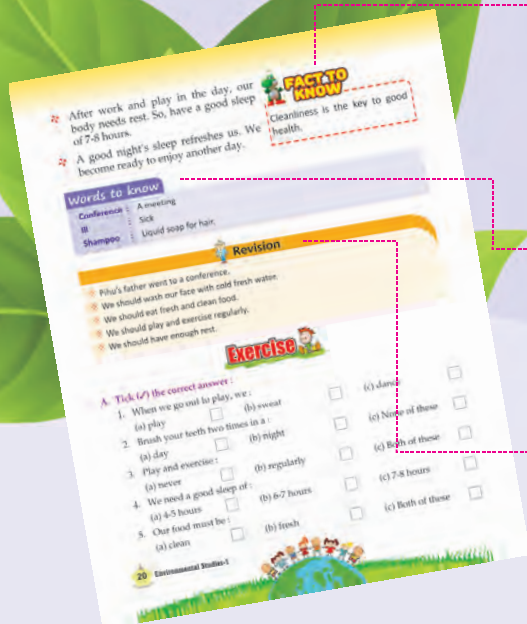 After work and play in the day, our
body needs rest. So, have a good sleep
of 7-8 hours.
A good night's sleep refreshes us. We
become ready to enjoy another day.
FACT TO
KNOW
Cleanliness is the key to good
health.
Words to know
Conference : A meeting
Ill : Sick
Shampoo : Liquid soap for hair.
Revision
Pihu's father went to a conference.
We should wash our face with cold fresh water.
We should eat fresh and clean food.
We should play and exercise regularly.
We should have enough rest.
Exercise
A. Tick (✓) the correct answer :
1. When we go out to play, we :
(a) play (b) sweat (c) dance
2. Brush your teeth two times in a :
(a) day (b) night (c) None of these
3. Play and exercise :
(a) never (b) regularly (c) Both of these
4. We need a good sleep of :
(a) 4-5 hours (b) 6-7 hours (c) 7-8 hours
5. Our food must be :
(a) clean (b) fresh (c) Both of these
20 Environmental Studies-1